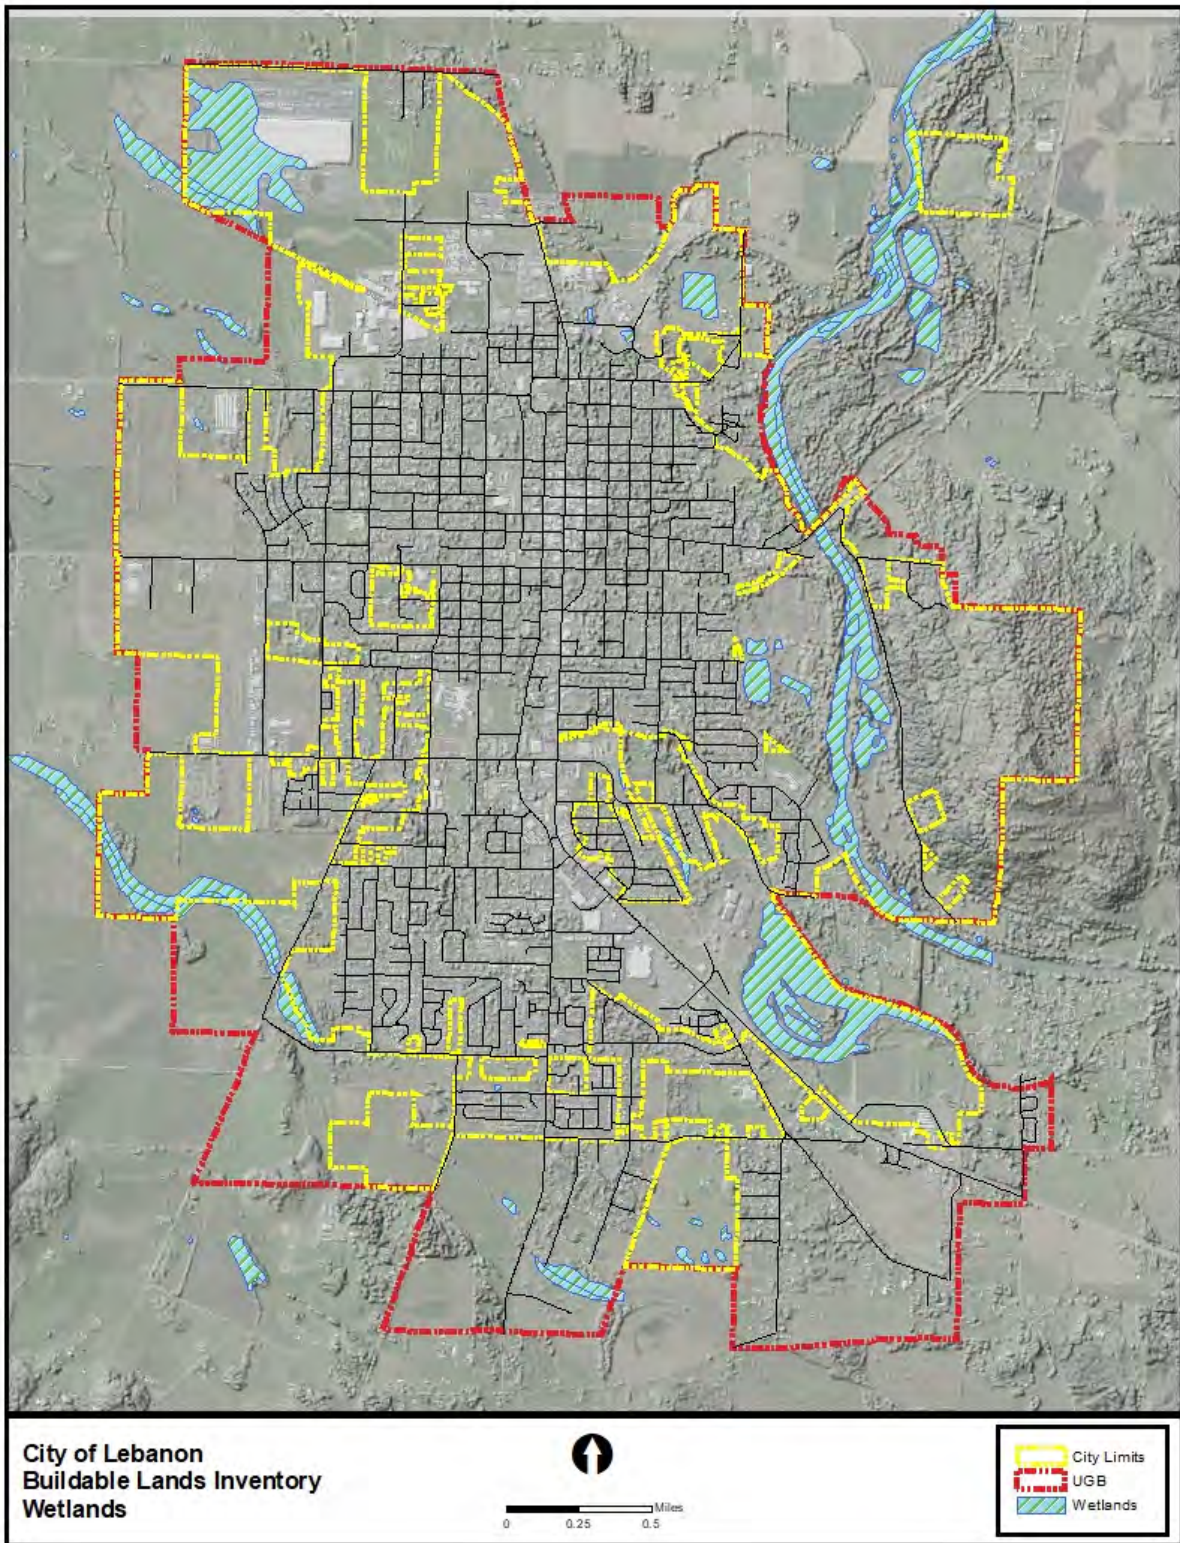 City of Lebanon
Buildable Lands Inventory
Wetlands
Miles
0 0.25 0.5
City Limits
UGB
Wetlands